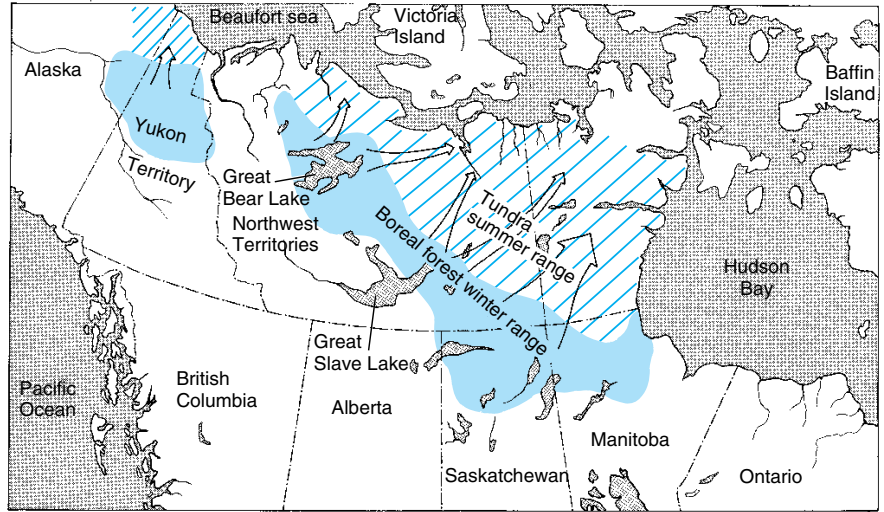 Beaufort sea
Victoria
Island
Alaska
Baffin
Island
Yukon
Territory
Great
Bear Lake
Northwest
Territories
Tundra
summer range
Boreal forest winter range
Hudson
Bay
Great
Slave Lake
Pacific
Ocean
British
Columbia
Alberta
Manitoba
Saskatchewan
Ontario